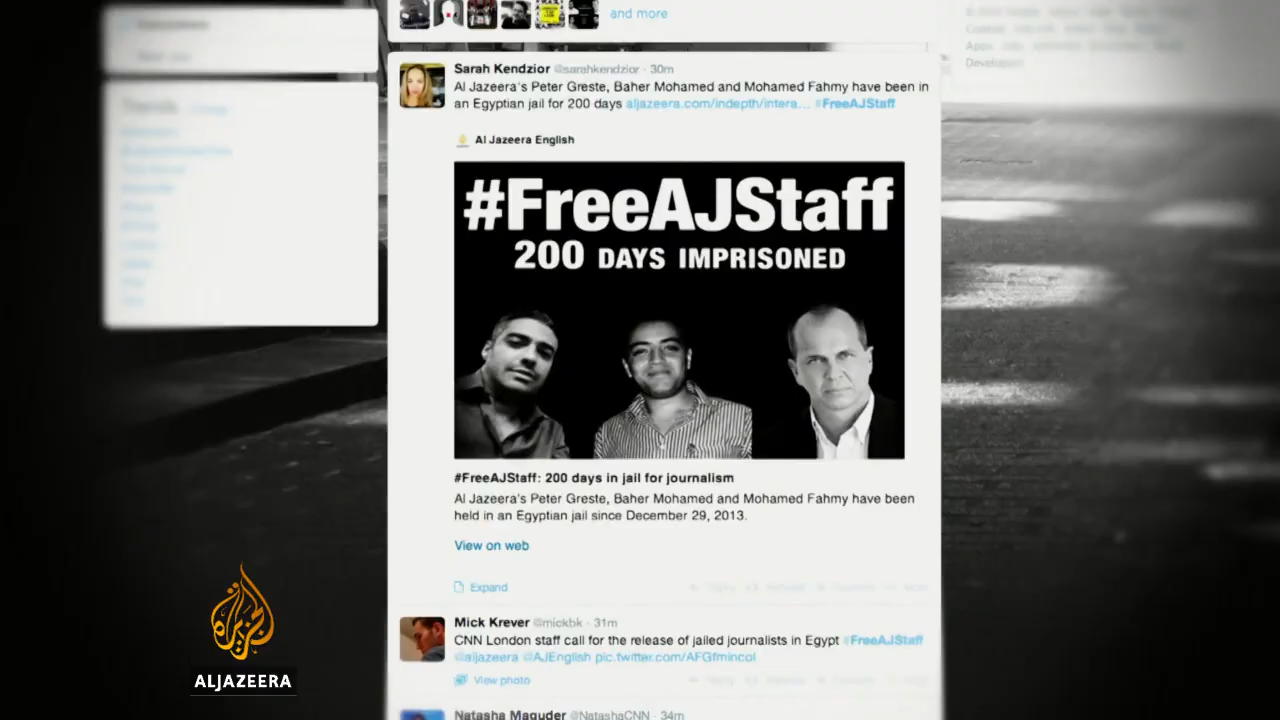 and more
Sarah Kendzior @sarahkendzior · 30m
Al Jazeera's Peter Greste, Baher Mohamed and Mohamed Fahmy have been in
an Egyptian jail for 200 days aljazeera.com/indepth/intera... #FreeAJStaff
Al Jazeera English
#FreeAJStaff
200 DAYS IMPRISONED
#FreeAJStaff: 200 days in jail for journalism
Al Jazeera's Peter Greste, Baher Mohamed and Mohamed Fahmy have been
held in an Egyptian jail since December 29, 2013.
View on web
Expand
Mick Krever @mickbk · 31m
CNN London staff call for the release of jailed journalists in Egypt #FreeAJStaff
@aljazeera @AJEnglish pic.twitter.com/AFGfmincol
View photo
Natasha Maguder @NatashaCNN · 34m
الجزيرة
ALJAZEERA